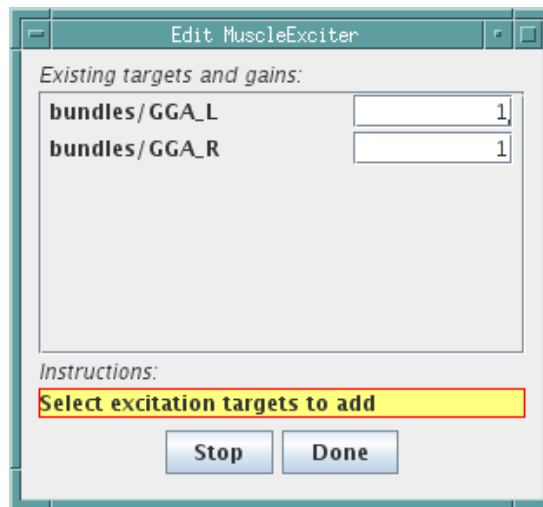 Edit MuscleExciter
Existing targets and gains:
bundles/GGA_L 1
bundles/GGA_R 1
Instructions:
Select excitation targets to add
Stop Done